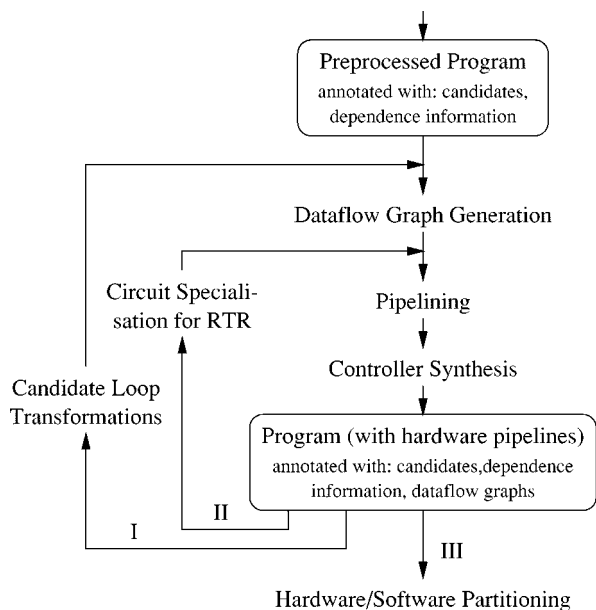 Preprocessed Program
annotated with: candidates,
dependence information
Dataflow Graph Generation
Circuit Speciali-
sation for RTR
Pipelining
Controller Synthesis
Candidate Loop
Transformations
Program (with hardware pipelines)
annotated with: candidates,dependence
information, dataflow graphs
II
I
III
Hardware/Software Partitioning